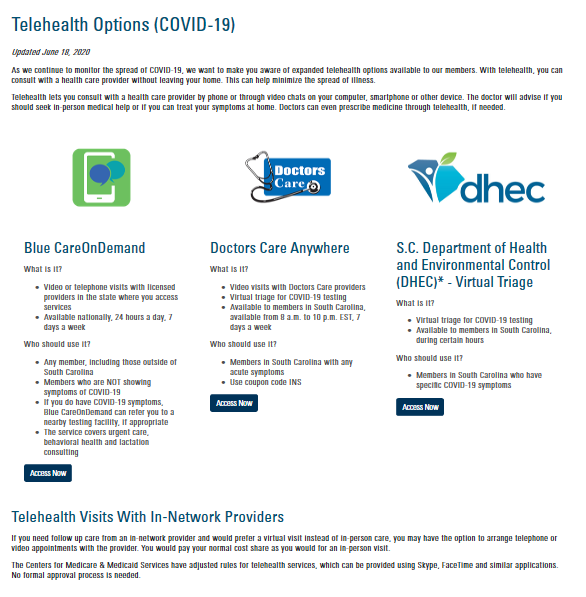 Telehealth Options (COVID-19)
Updated June 18, 2020
As we continue to monitor the spread of COVID-19, we want to make you aware of expanded telehealth options available to our members. With telehealth, you can
consult with a health care provider without leaving your home. This can help minimize the spread of illness.
Telehealth lets you consult with a health care provider by phone or through video chats on your computer, smartphone or other device. The doctor will advise if you
should seek in-person medical help or if you can treat your symptoms at home. Doctors can even prescribe medicine through telehealth, if needed.
Doctors
Care
dhec
Blue CareOnDemand
What is it?
• Video or telephone visits with licensed
providers in the state where you access
services
• Available nationally, 24 hours a day, 7
days a week
Who should use it?
• Any member, including those outside of
South Carolina
• Members who are NOT showing
symptoms of COVID-19
• If you do have COVID-19 symptoms,
Blue CareOnDemand can refer you to a
nearby testing facility, if appropriate
• The service covers urgent care,
behavioral health and lactation
consulting
Access Now
Doctors Care Anywhere
What is it?
• Video visits with Doctors Care providers
• Virtual triage for COVID-19 testing
• Available to members in South Carolina,
available from 8 a.m. to 10 p.m. EST, 7
days a week
Who should use it?
• Members in South Carolina with any
acute symptoms
• Use coupon code INS
Access Now
S.C. Department of Health
and Environmental Control
(DHEC)* - Virtual Triage
What is it?
• Virtual triage for COVID-19 testing
• Available to members in South Carolina,
during certain hours
Who should use it?
• Members in South Carolina who have
specific COVID-19 symptoms
Access Now
Telehealth Visits With In-Network Providers
If you need follow up care from an in-network provider and would prefer a virtual visit instead of in-person care, you may have the option to arrange telephone or
video appointments with the provider. You would pay your normal cost share as you would for an in-person visit.
The Centers for Medicare & Medicaid Services have adjusted rules for telehealth services, which can be provided using Skype, FaceTime and similar applications.
No formal approval process is needed.